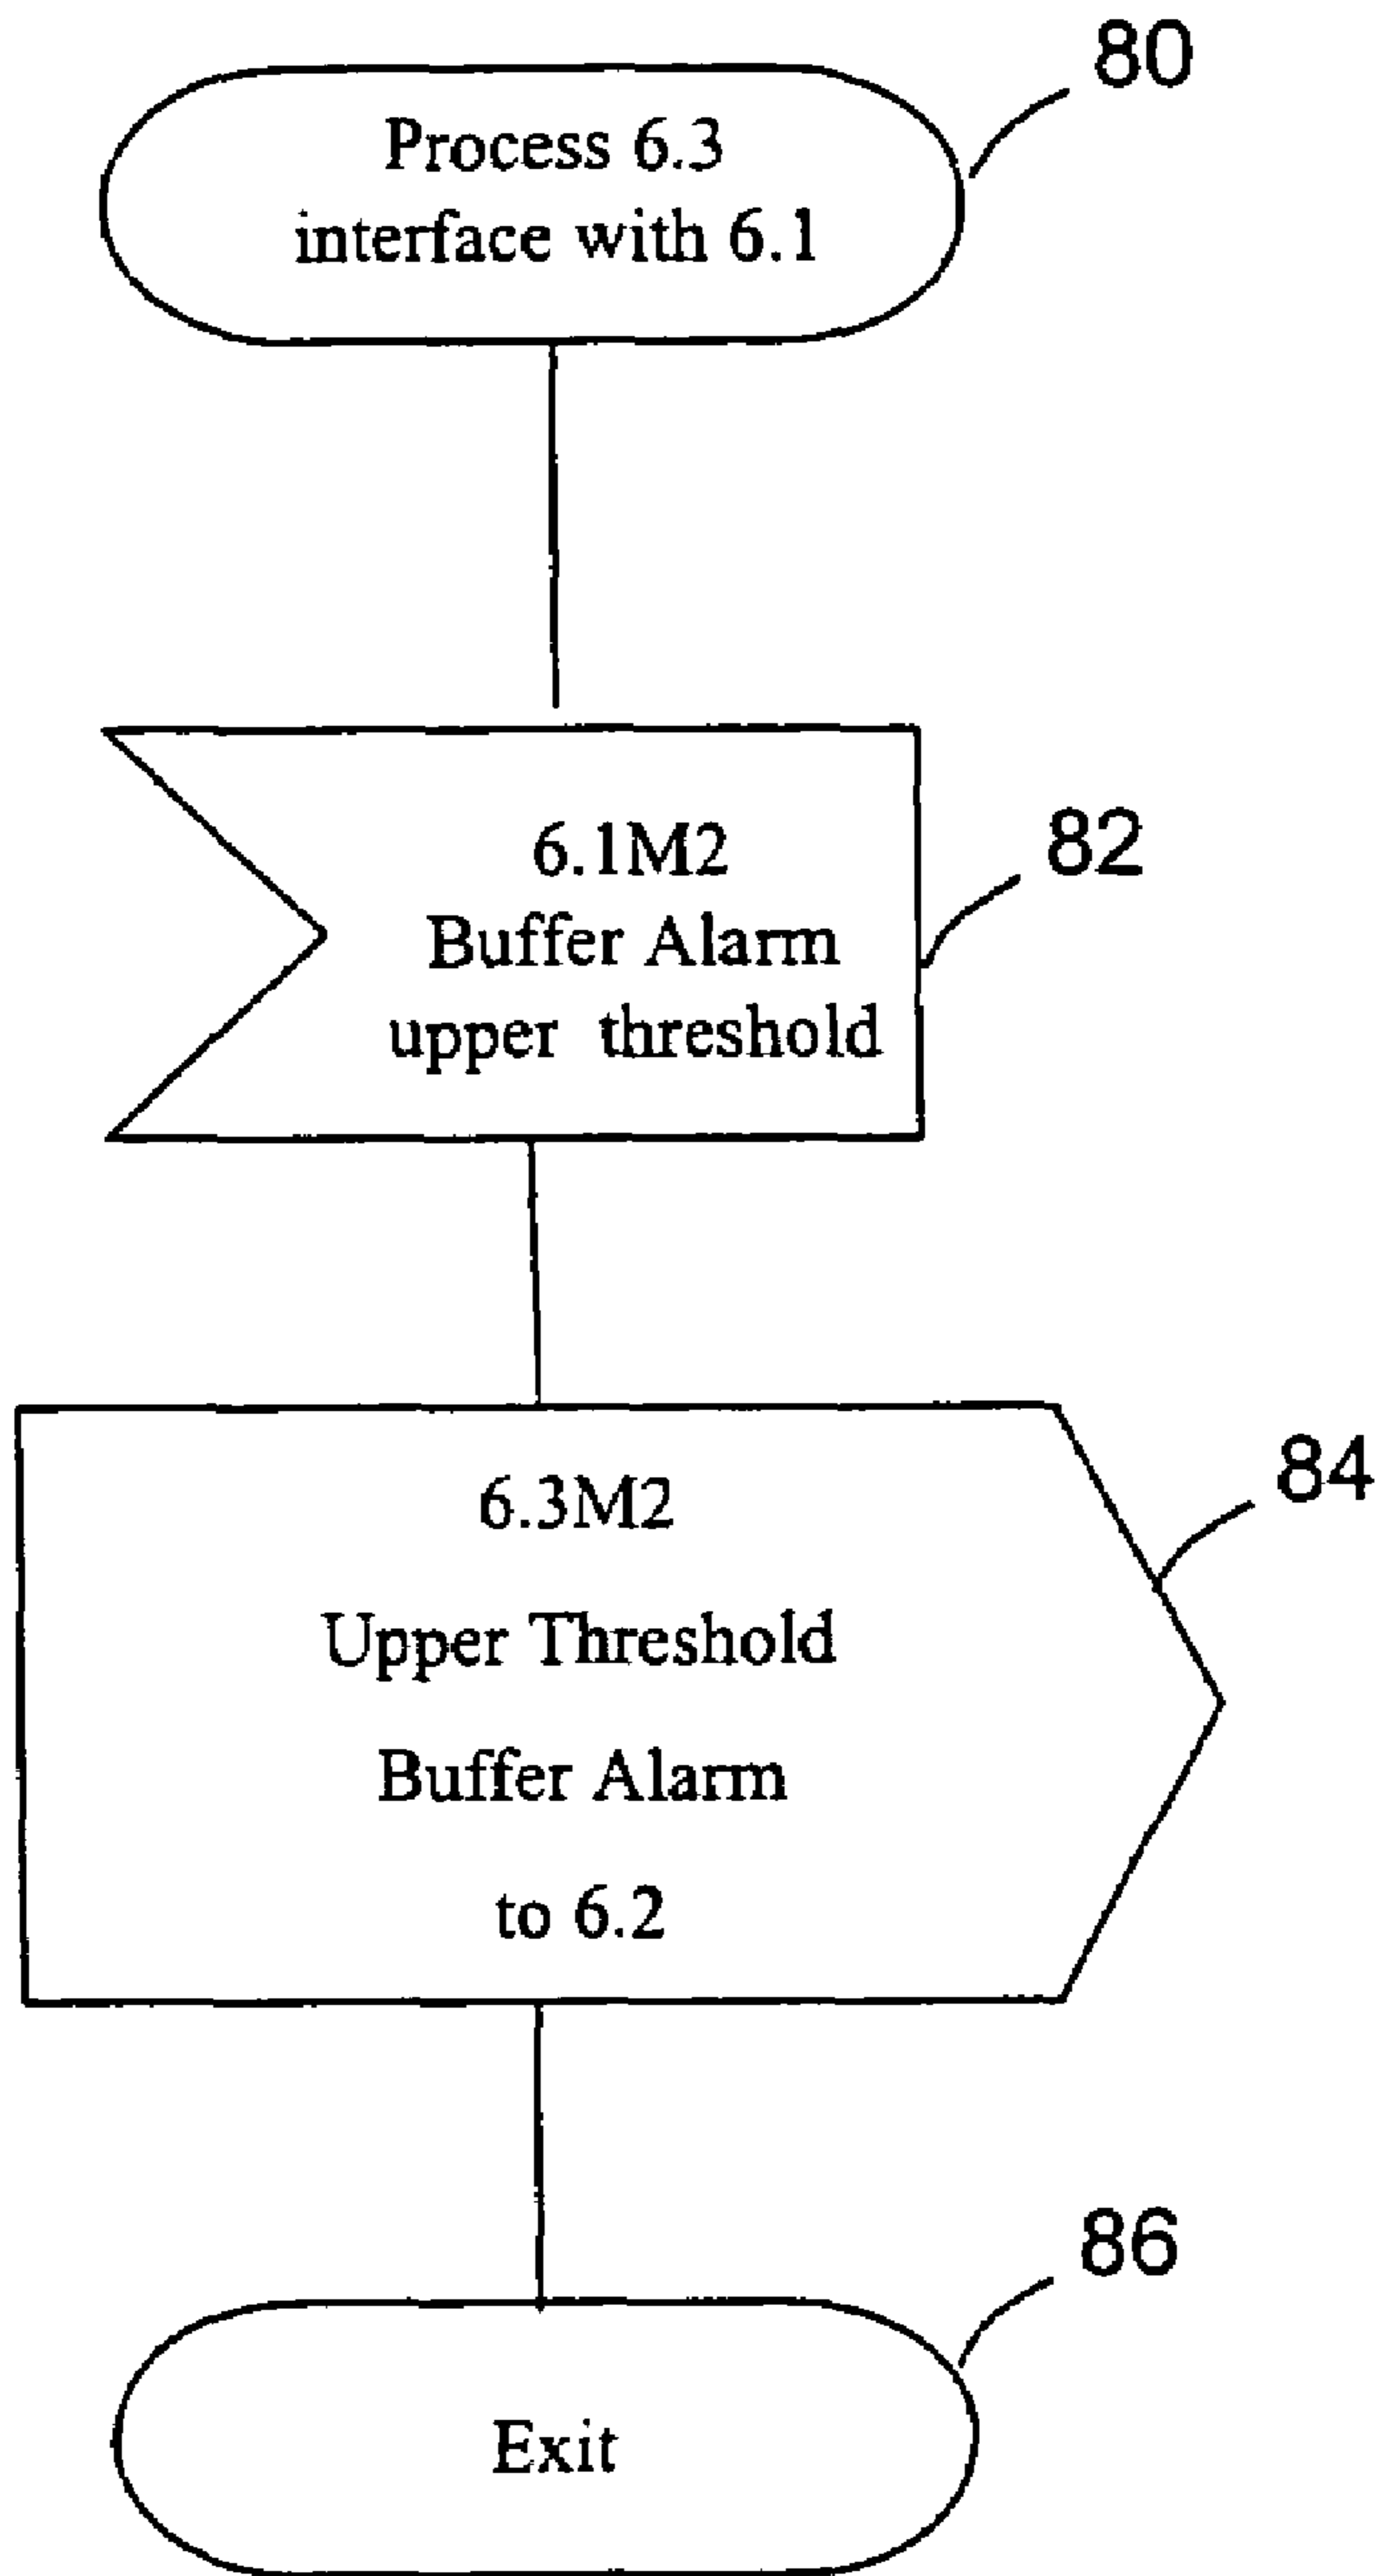 80
Process 6.3
interface with 6.1
82
6.1M2
Buffer Alarm
upper threshold
84
6.3M2
Upper Threshold
Buffer Alarm
to 6.2
86
Exit